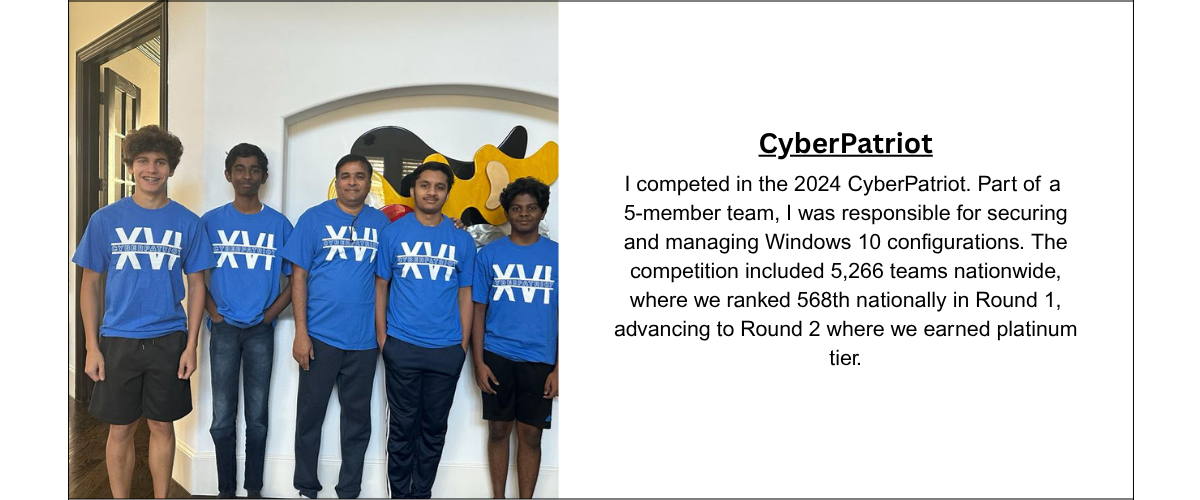 CyberPatriot
I competed in the 2024 CyberPatriot. Part of a
5-member team, I was responsible for securing
and managing Windows 10 configurations. The
competition included 5,266 teams nationwide,
where we ranked 568th nationally in Round 1,
advancing to Round 2 where we earned platinum
tier.
XVI
CYBERPATRIOT
XVI
CYBERPATRIOT
XVI
CYBERPATRIOT
XVI
CYBERPATRIOT
XVI
CYBERPATRIOT